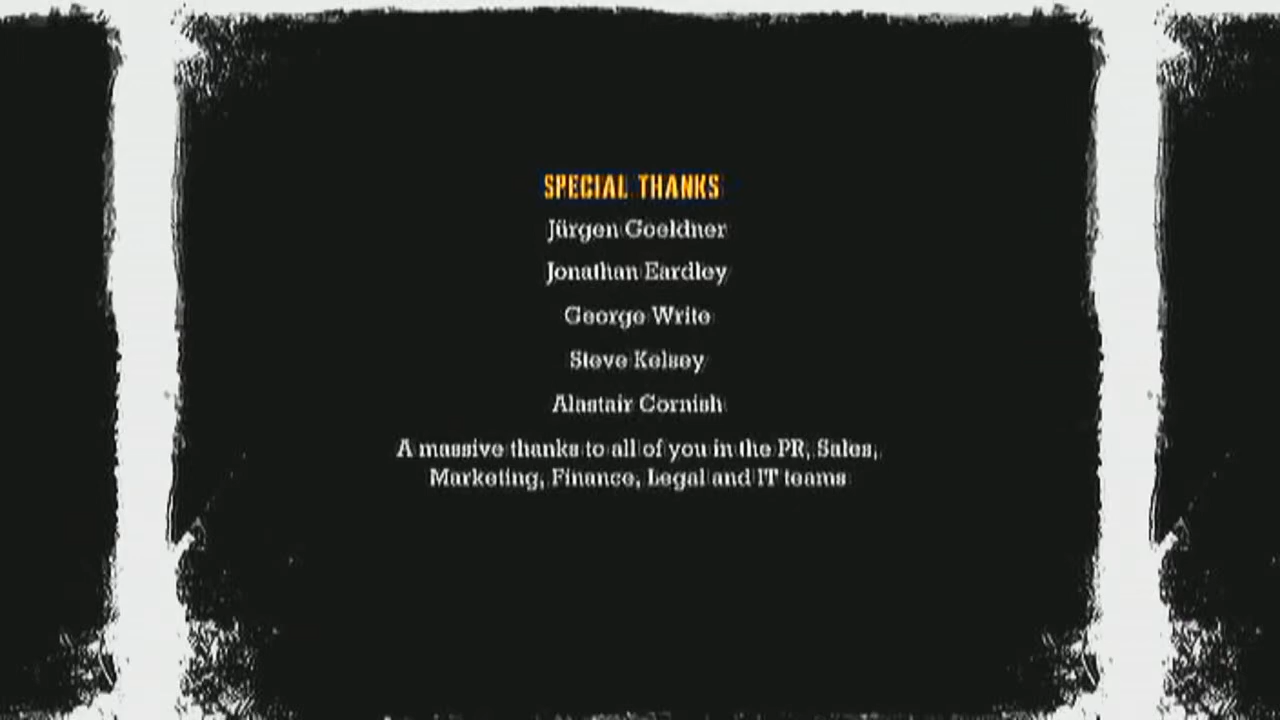 SPECIAL THANKS
Jürgen Goeldner
Jonathan Eardley
George Write
Steve Kelsey
Alastair Cornish
A massive thanks to all of you in the PR, Sales,
Marketing, Finance, Legal and IT teams